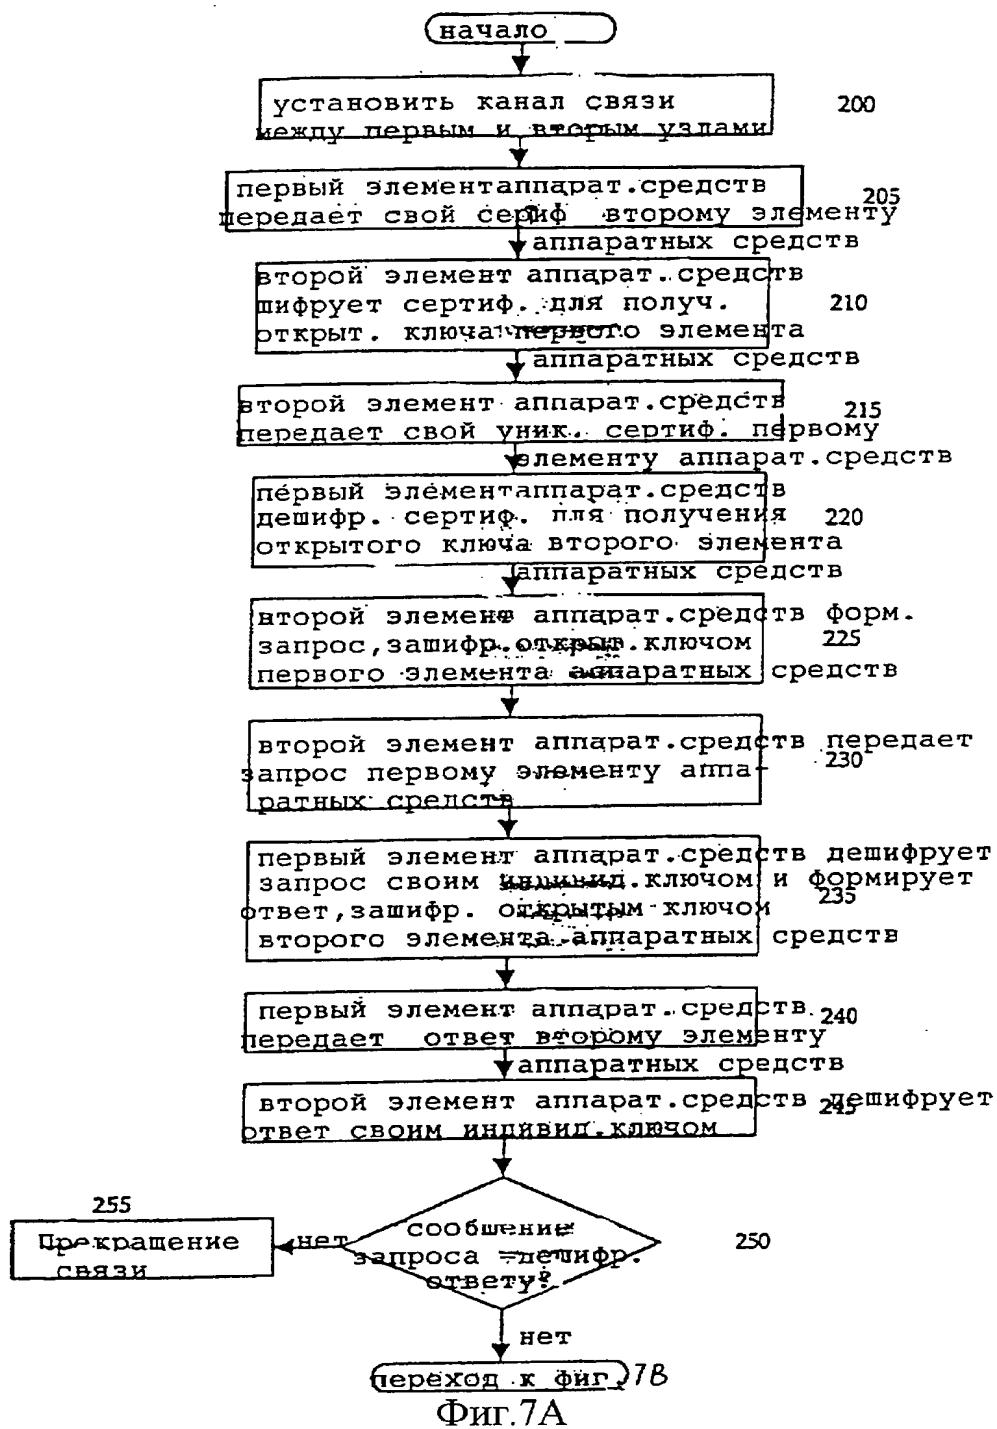 начало
установить канал связи
между первым и вторым узлами
200
первый элементаппарат.средств
205
передает свой сертиф второму элементу
аппаратных средств
второй элемент аппарат.средств
шифрует сертиф. для получ.
210
открыт. ключа первого элемента
аппаратных средств
второй элемент аппарат.средств
215
передает свой уник. сертиф. первому
элементу аппарат.средств
первый элементаппарат.средств
дешифр. сертиф. для получения
220
открытого ключа второго элемента
аппаратных средств
второй элемент аппарат.средств форм.
запрос,зашифр.открыт.ключом
225
первого элемента аппаратных средств
второй элемент аппарат.средств передает
230
запрос первому элементу аппа-
ратных средств
первый элемент аппарат.средств дешифрует
запрос своим индивид.ключом и формирует
235
ответ,зашифр. открытым ключом
второго элемента аппаратных средств
первый элемент аппарат.средств
240
передает ответ второму элементу
аппаратных средств
второй элемент аппарат.средств дешифрует
245
ответ своим индивид.ключом
255
Прекращение
связи
нет
сообщение
запроса =дешифр.
ответу?
250
нет
переход к фиг. 7B
Фиг.7А